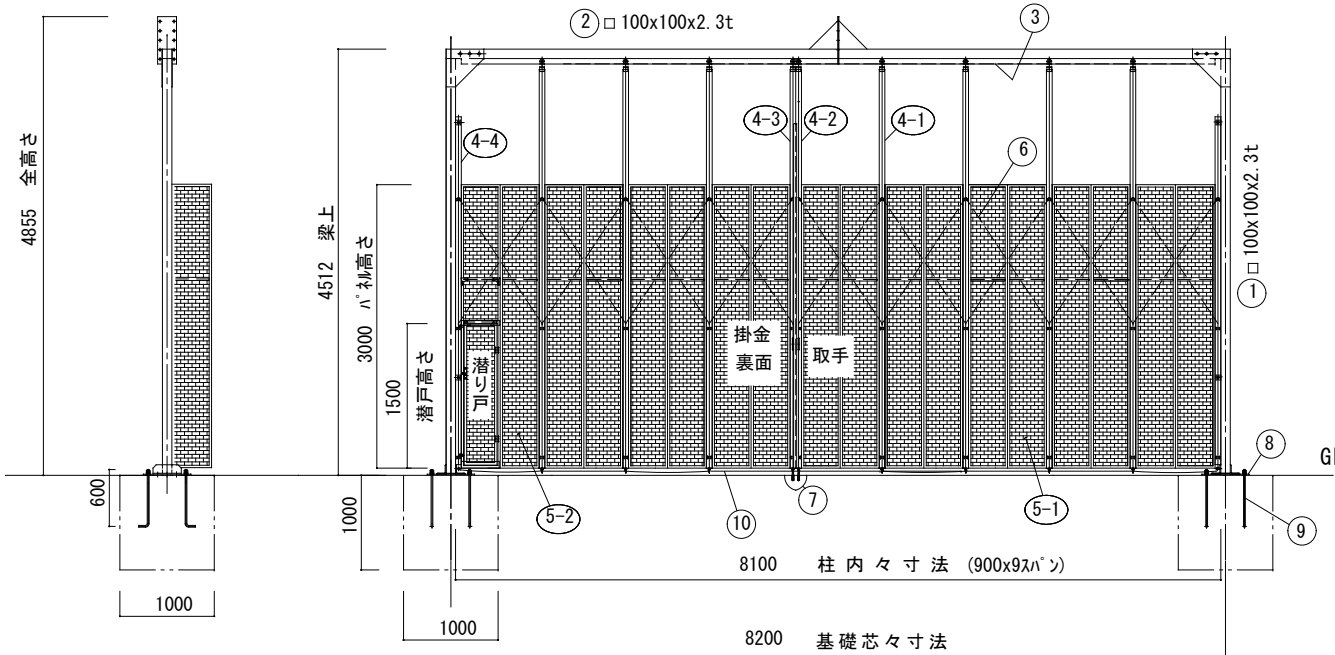 ② □ 100x100x2.3t
③
4855 全高さ
4512 梁上
3000 ﾊﾟﾈﾙ高さ
1500 潜戸高さ
4-4
4-3
4-2
4-1
⑥
□ 100x100x2.3t
①
掛金
裏面
取手
潜り戸
600
1000
GL
⑧
⑨
⑦
⑩
5-2
5-1
8100 柱内々寸法 (900x9ｽﾊﾟﾝ)
1000
1000
8200 基礎芯々寸法